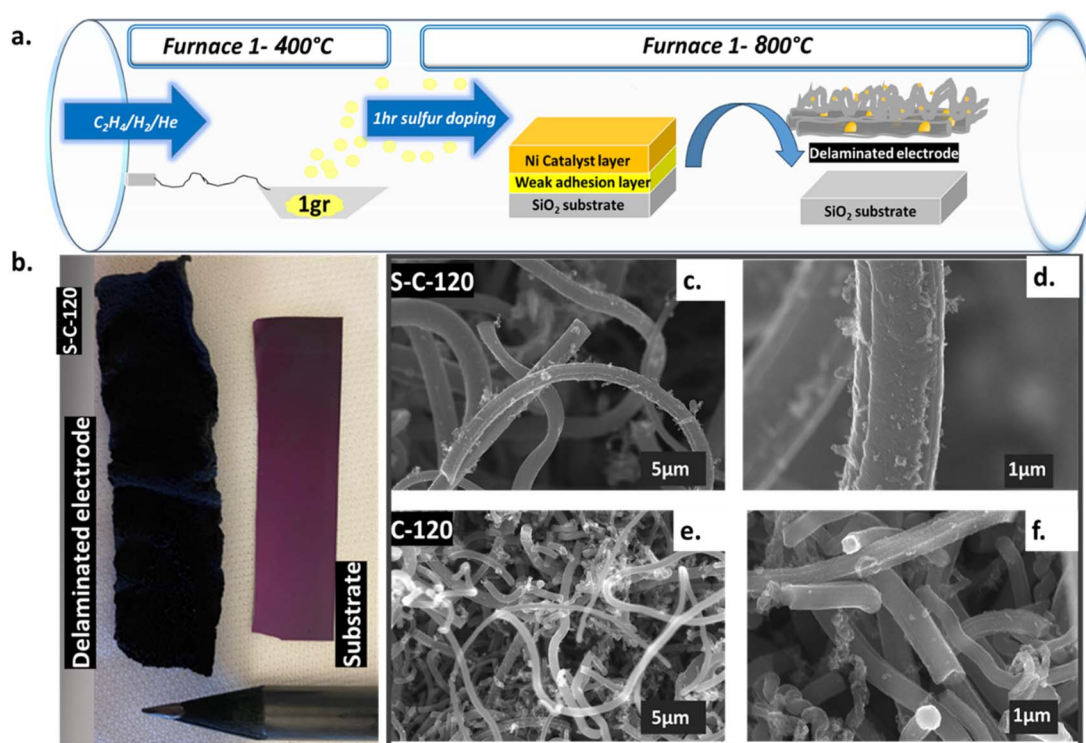 a.
Furnace 1- 400°C
Furnace 1- 800°C
C₂H₄/H₂/He
1hr sulfur doping
1gr
Ni Catalyst layer
Weak adhesion layer
SiO₂ substrate
Delaminated electrode
SiO₂ substrate
b.
S-C-120
Delaminated electrode
Substrate
S-C-120
c.
5µm
d.
1µm
C-120
e.
5µm
f.
1µm